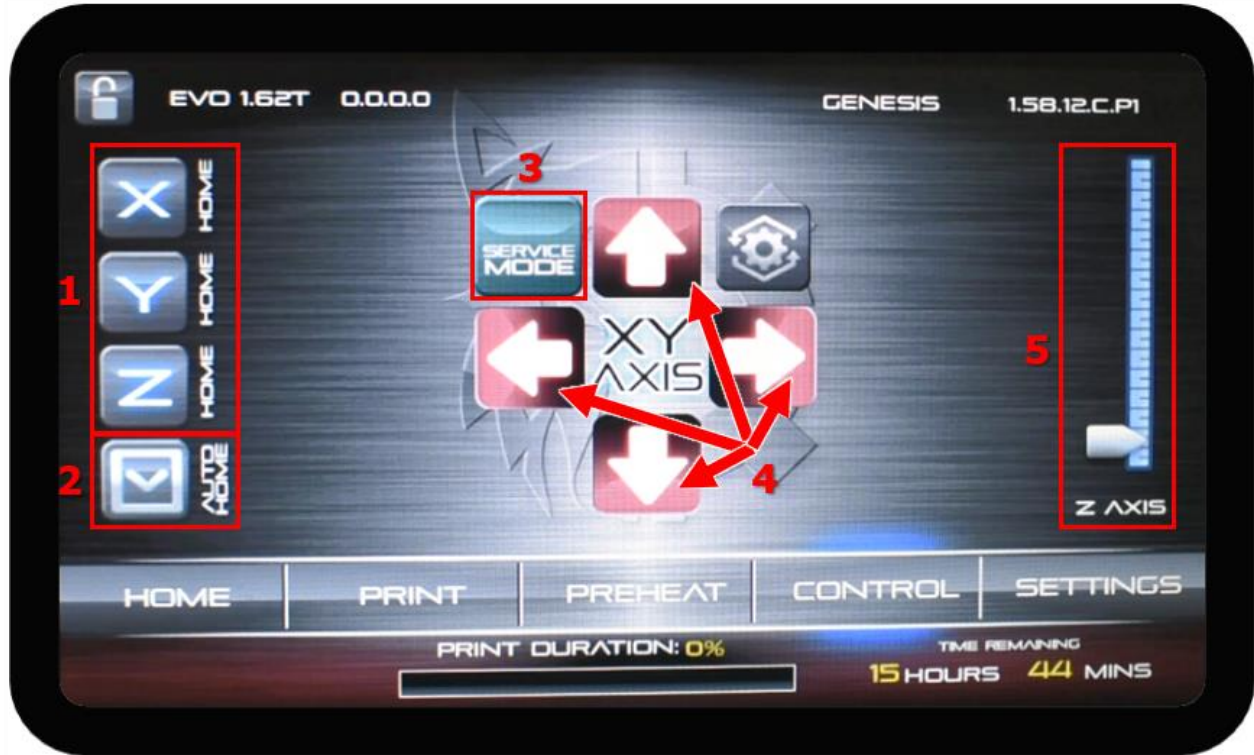 EVO 1.62T 0.0.0.0 GENESIS 1.58.12.C.P1
1
X HOME
Y HOME
Z HOME
2
AUTO HOME
3
SERVICE MODE
XY AXIS
4
5
Z AXIS
HOME PRINT PREHEAT CONTROL SETTINGS
PRINT DURATION: 0%
TIME REMAINING
15 HOURS 44 MINS